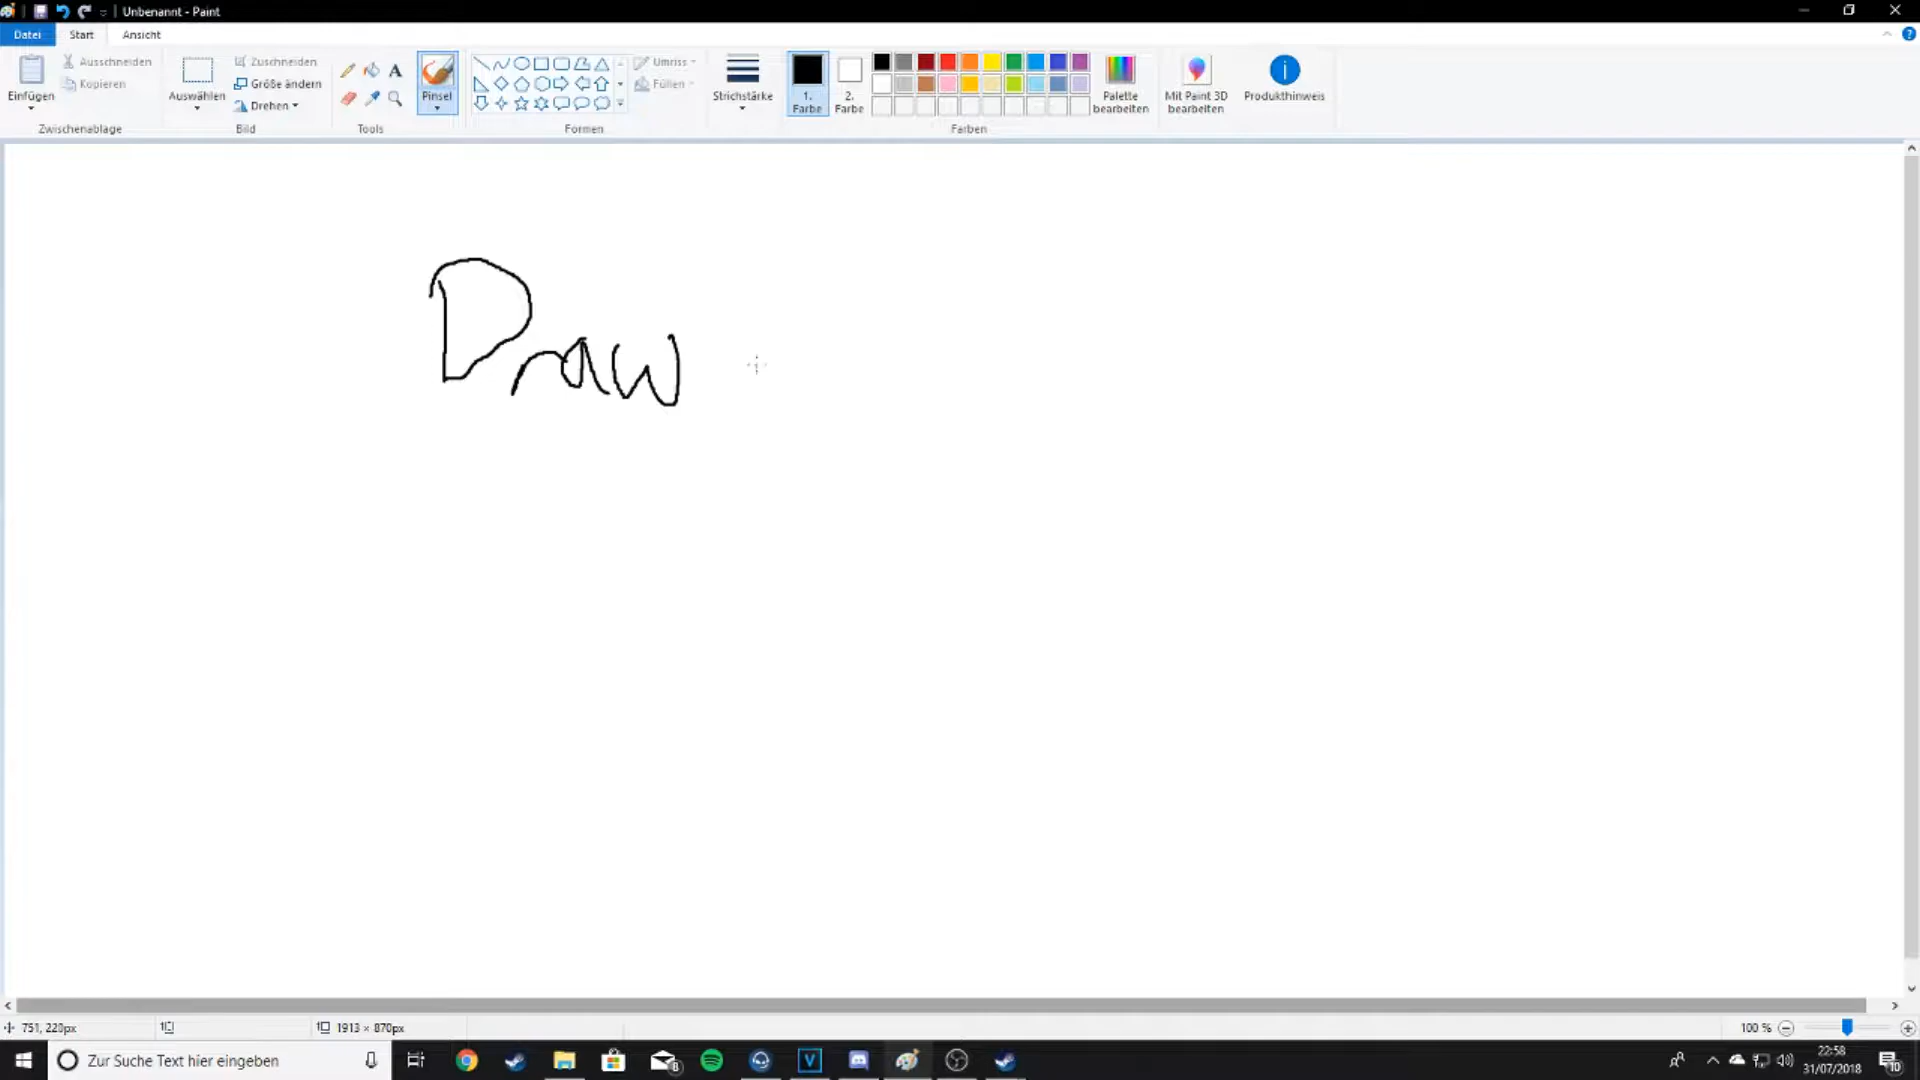 Unbenannt - Paint
Datei Start Ansicht
Einfügen Ausschneiden Kopieren Zwischenablage
Auswählen Zuschneiden Größe ändern Drehen Bild
A Tools
Pinsel
Formen Umriss Füllen
Strichstärke
1. Farbe 2. Farbe Palette bearbeiten Farben
Mit Paint 3D bearbeiten
Produkthinweis
Draw
751, 220px 1913 × 870px 100 %
Zur Suche Text hier eingeben 8 V 22:58
31/07/2018 10